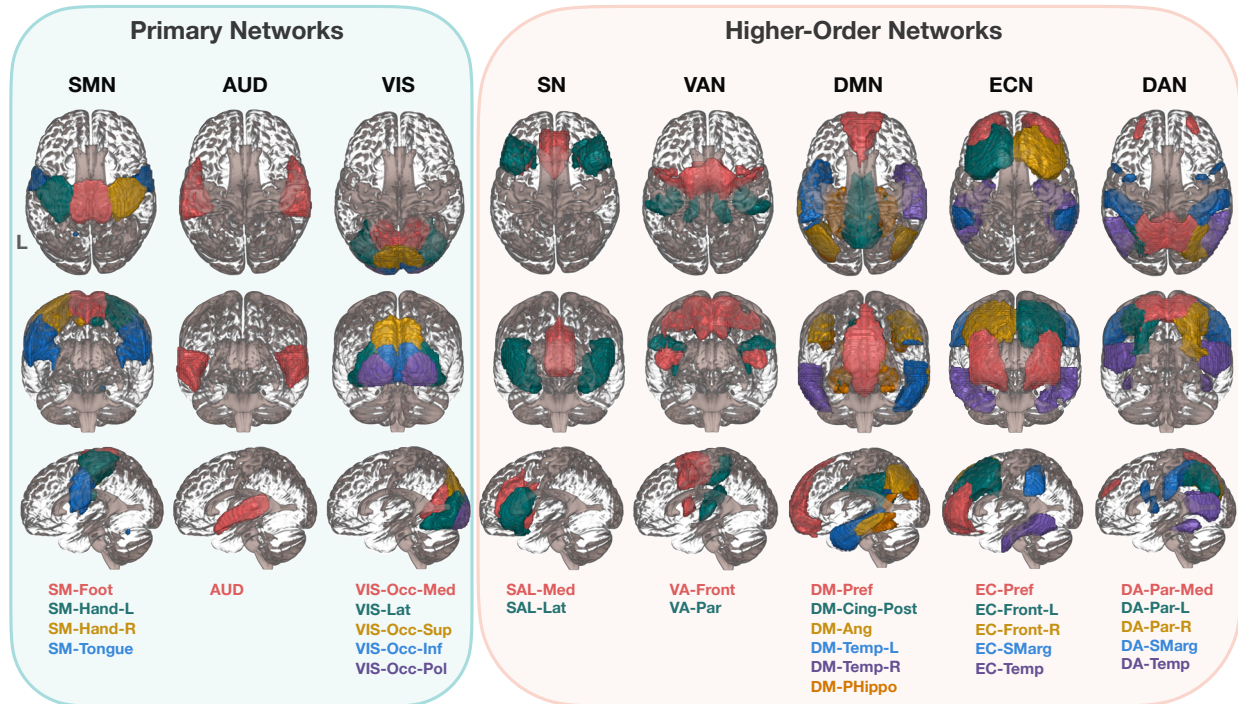 Primary Networks
Higher-Order Networks
SMN
AUD
VIS
SN
VAN
DMN
ECN
DAN
L
SM-Foot
SM-Hand-L
SM-Hand-R
SM-Tongue
AUD
VIS-Occ-Med
VIS-Lat
VIS-Occ-Sup
VIS-Occ-Inf
VIS-Occ-Pol
SAL-Med
SAL-Lat
VA-Front
VA-Par
DM-Pref
DM-Cing-Post
DM-Ang
DM-Temp-L
DM-Temp-R
DM-PHippo
EC-Pref
EC-Front-L
EC-Front-R
EC-SMarg
EC-Temp
DA-Par-Med
DA-Par-L
DA-Par-R
DA-SMarg
DA-Temp